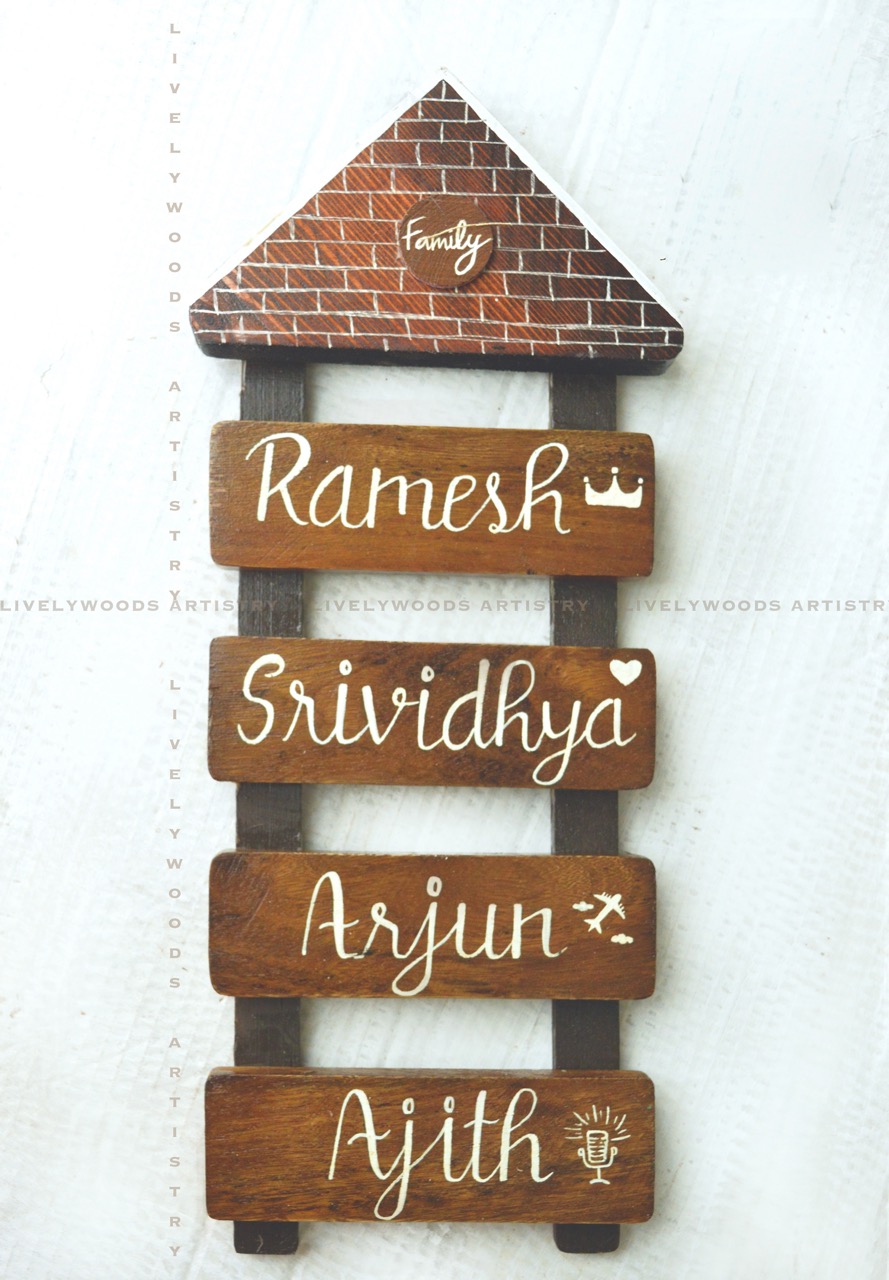 Family
Ramesh
Srividhya
Arjun
Ajith
LIVELYWOODS ARTISTRY LIVELYWOODS ARTISTRY LIVELYWOODS ARTISTR
LIVELYWOODS ARTISTRY LIVELYWOODS ARTISTRY